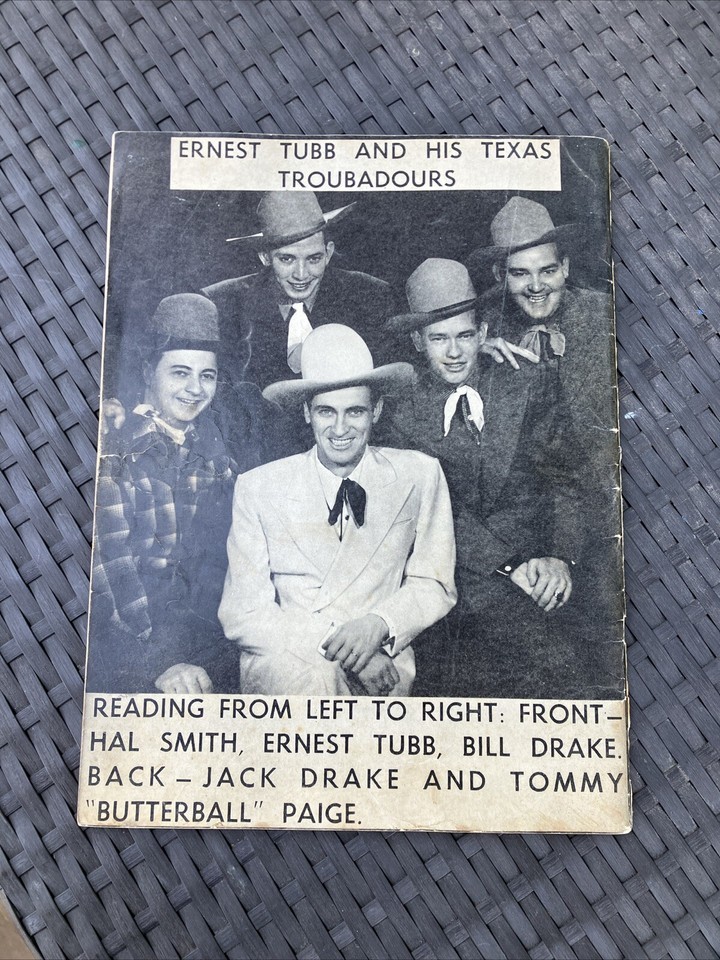 ERNEST TUBB AND HIS TEXAS
TROUBADOURS
READING FROM LEFT TO RIGHT: FRONT—
HAL SMITH, ERNEST TUBB, BILL DRAKE.
BACK — JACK DRAKE AND TOMMY
"BUTTERBALL" PAIGE.